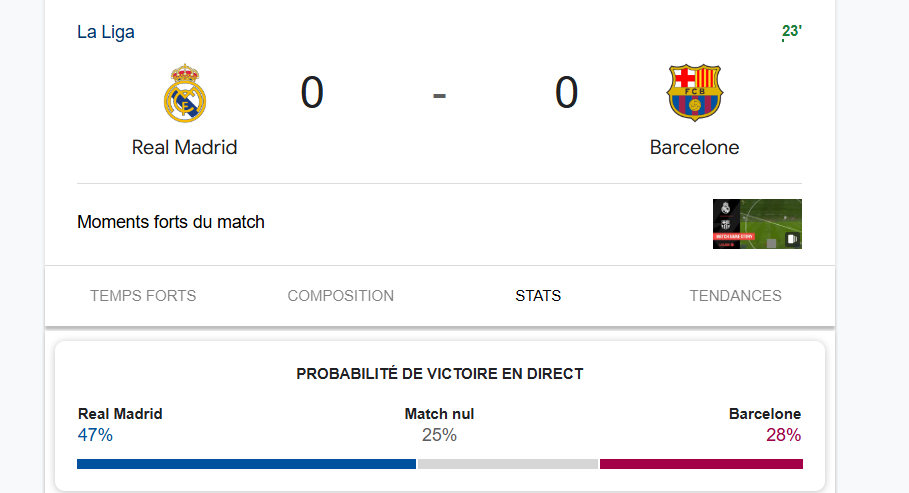 La Liga
23'
0 - 0
FCB
Real Madrid
Barcelone
Moments forts du match
TEMPS FORTS COMPOSITION STATS TENDANCES
PROBABILITÉ DE VICTOIRE EN DIRECT
Real Madrid Match nul Barcelone
47% 25% 28%